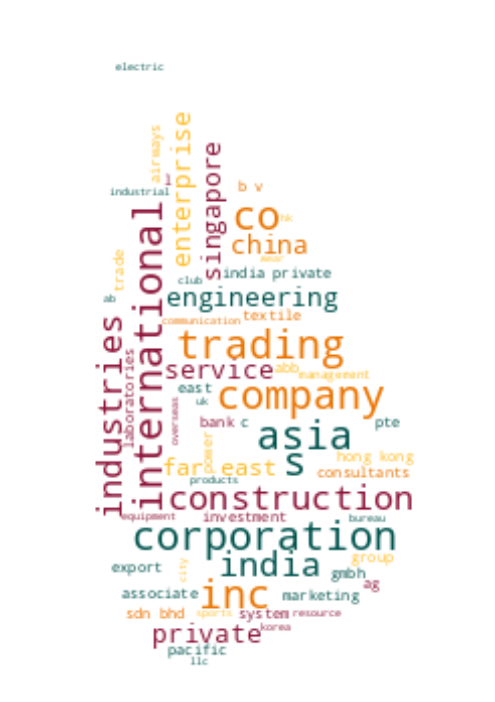 electric
airways
enterprise
singapore
lr
industrial
b v
international
co
hk
china
trade
wear
india private
club
ab
engineering
communication
textile
industries
trading
laboratories
service
abb
management
east
company
uk
overseas
bank
c
pte
asia
power
s
hong kong
far east
consultants
products
construction
equipment
investment
bureau
corporation
india
group
export
city
gmbh
ag
associate
inc
marketing
sdn bhd
sports
system
resource
private
korea
pacific
llc